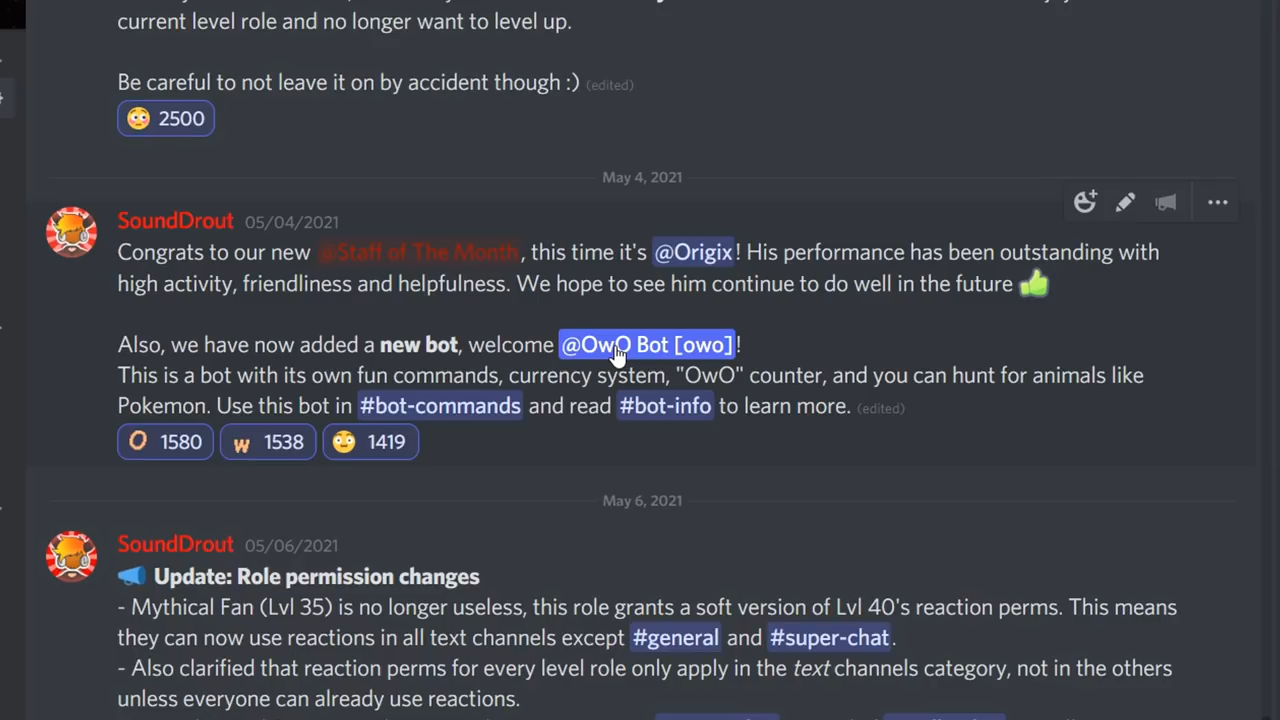 current level role and no longer want to level up.
Be careful to not leave it on by accident though :) (edited)
2500
May 4, 2021
SoundDrout 05/04/2021
Congrats to our new @Staff of The Month, this time it's @Origix! His performance has been outstanding with
high activity, friendliness and helpfulness. We hope to see him continue to do well in the future
Also, we have now added a new bot, welcome @OwO Bot [owo]!
This is a bot with its own fun commands, currency system, "OwO" counter, and you can hunt for animals like
Pokemon. Use this bot in #bot-commands and read #bot-info to learn more. (edited)
O 1580 w 1538 1419
May 6, 2021
SoundDrout 05/06/2021
Update: Role permission changes
- Mythical Fan (Lvl 35) is no longer useless, this role grants a soft version of Lvl 40's reaction perms. This means
they can now use reactions in all text channels except #general and #super-chat.
- Also clarified that reaction perms for every level role only apply in the text channels category, not in the others
unless everyone can already use reactions.